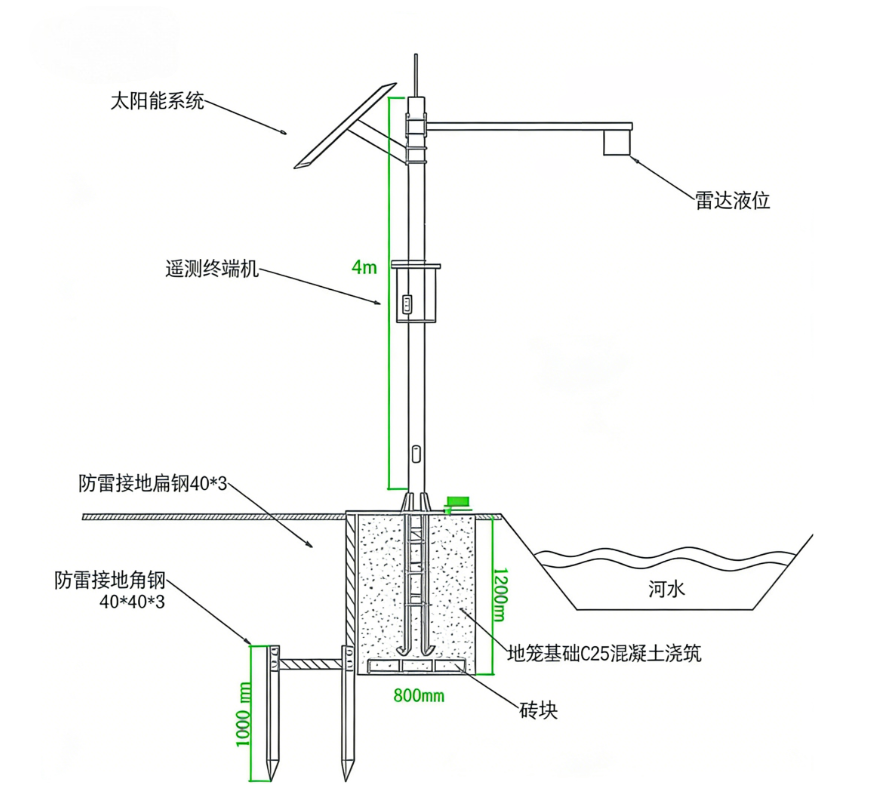 太阳能系统
雷达液位
遥测终端机
4m
防雷接地扁钢40*3
防雷接地角钢
40*40*3
1200mm
河水
地笼基础C25混凝土浇筑
800mm
砖块
1000 mm